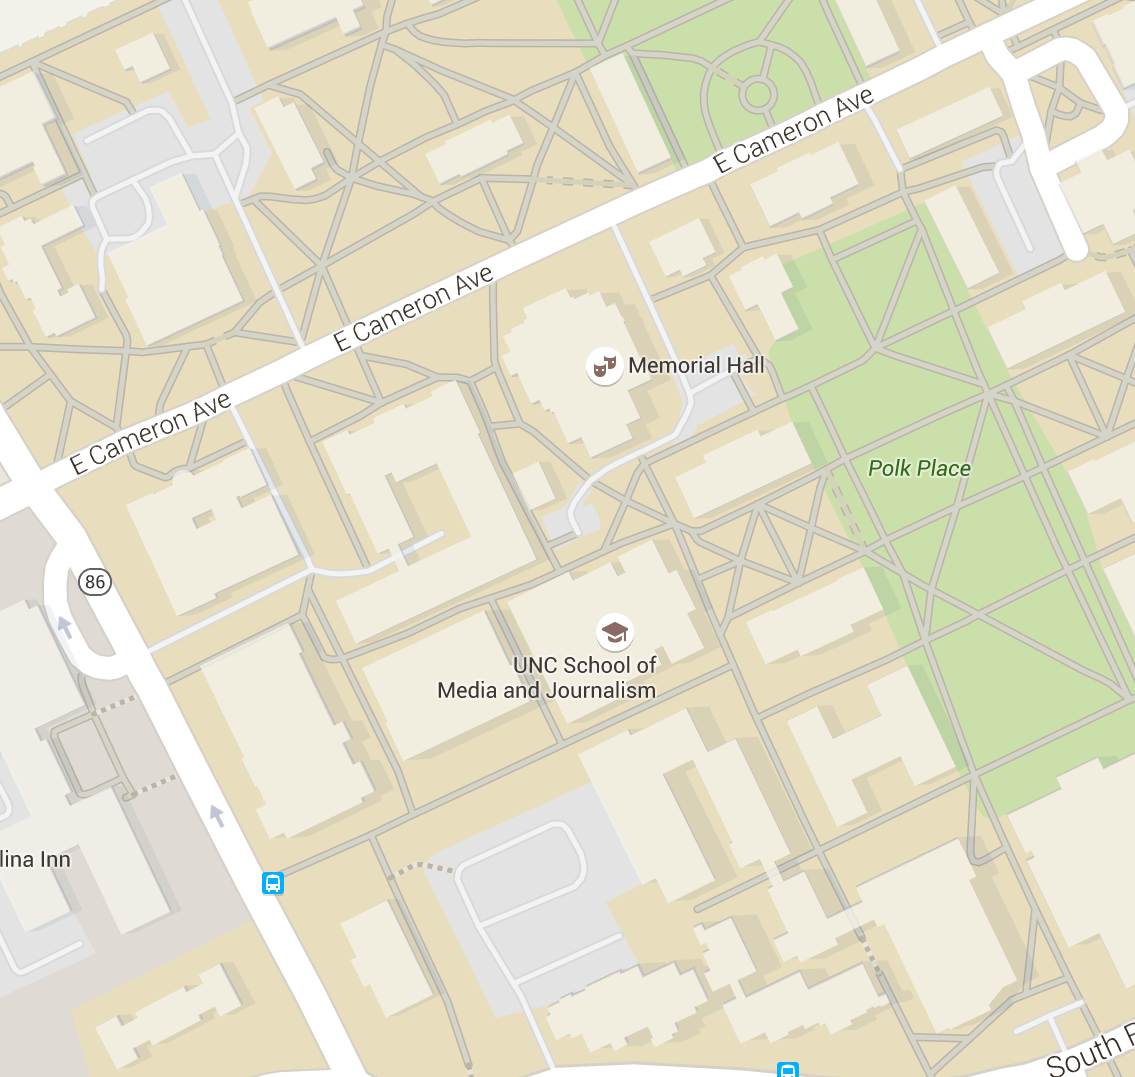 E Cameron Ave
E Cameron Ave
Memorial Hall
E Cameron Ave
Polk Place
86
UNC School of
Media and Journalism
lina Inn
South